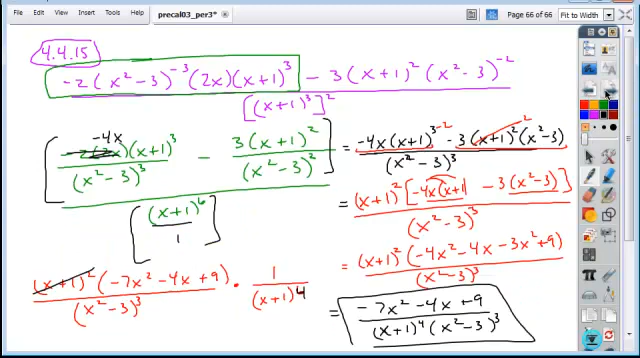 File Edit View Insert Format Tools Help
precal03_per3* Page 66 of 66 Fit to Width
4.4.15
-2(x²-3)⁻³(2x)(x+1)³ - 3(x+1)²(x²-3)⁻²
[(x+1)³]²
-4x
(x+1)³ / (x²-3)³ - 3(x+1)² / (x²-3)²
(x+1)⁶ / 1
= -4x(x+1)³⁻² - 3(x+1)²⁻²(x²-3)
(x²-3)³
= (x+1)²[-4x(x+1) - 3(x²-3)]
(x²-3)³
= (x+1)²(-4x²-4x-3x²+9)
(x²-3)³
(x+1)²(-7x²-4x+9) / (x²-3)³ • 1 / (x+1)⁴
= -7x²-4x+9
(x+1)⁴(x²-3)³